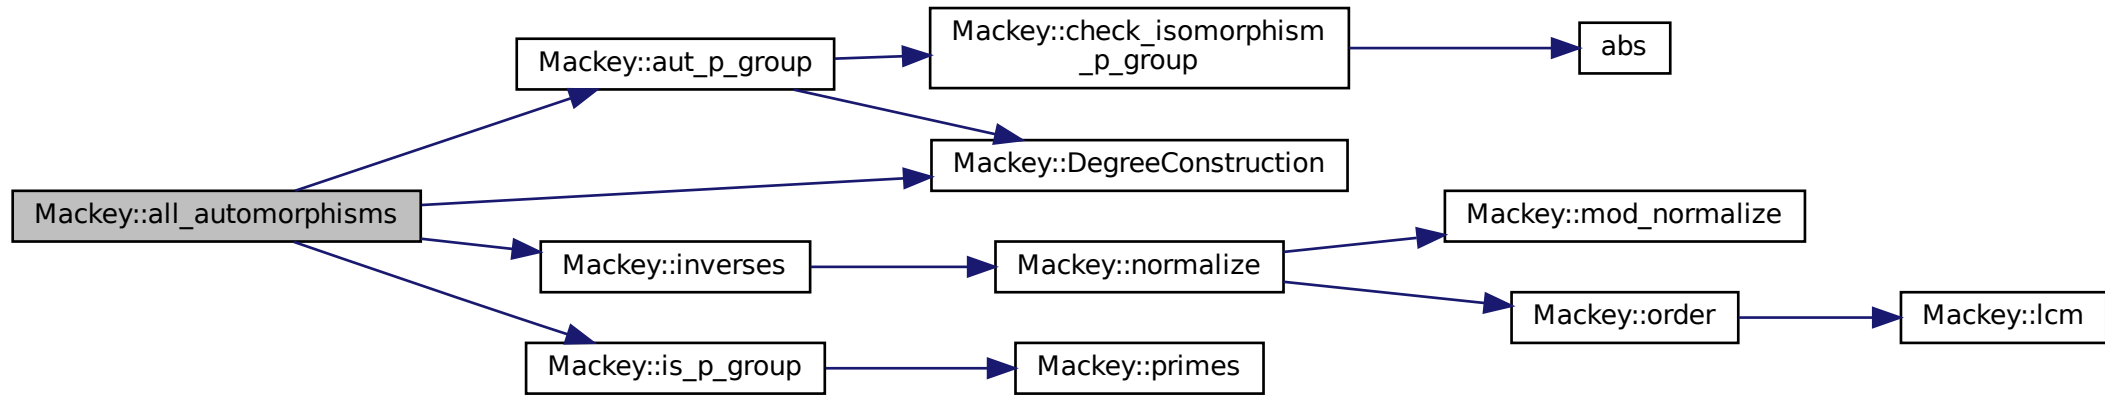 Mackey::all_automorphisms
Mackey::aut_p_group
Mackey::check_isomorphism
_p_group
abs
Mackey::DegreeConstruction
Mackey::inverses
Mackey::normalize
Mackey::mod_normalize
Mackey::order
Mackey::lcm
Mackey::is_p_group
Mackey::primes